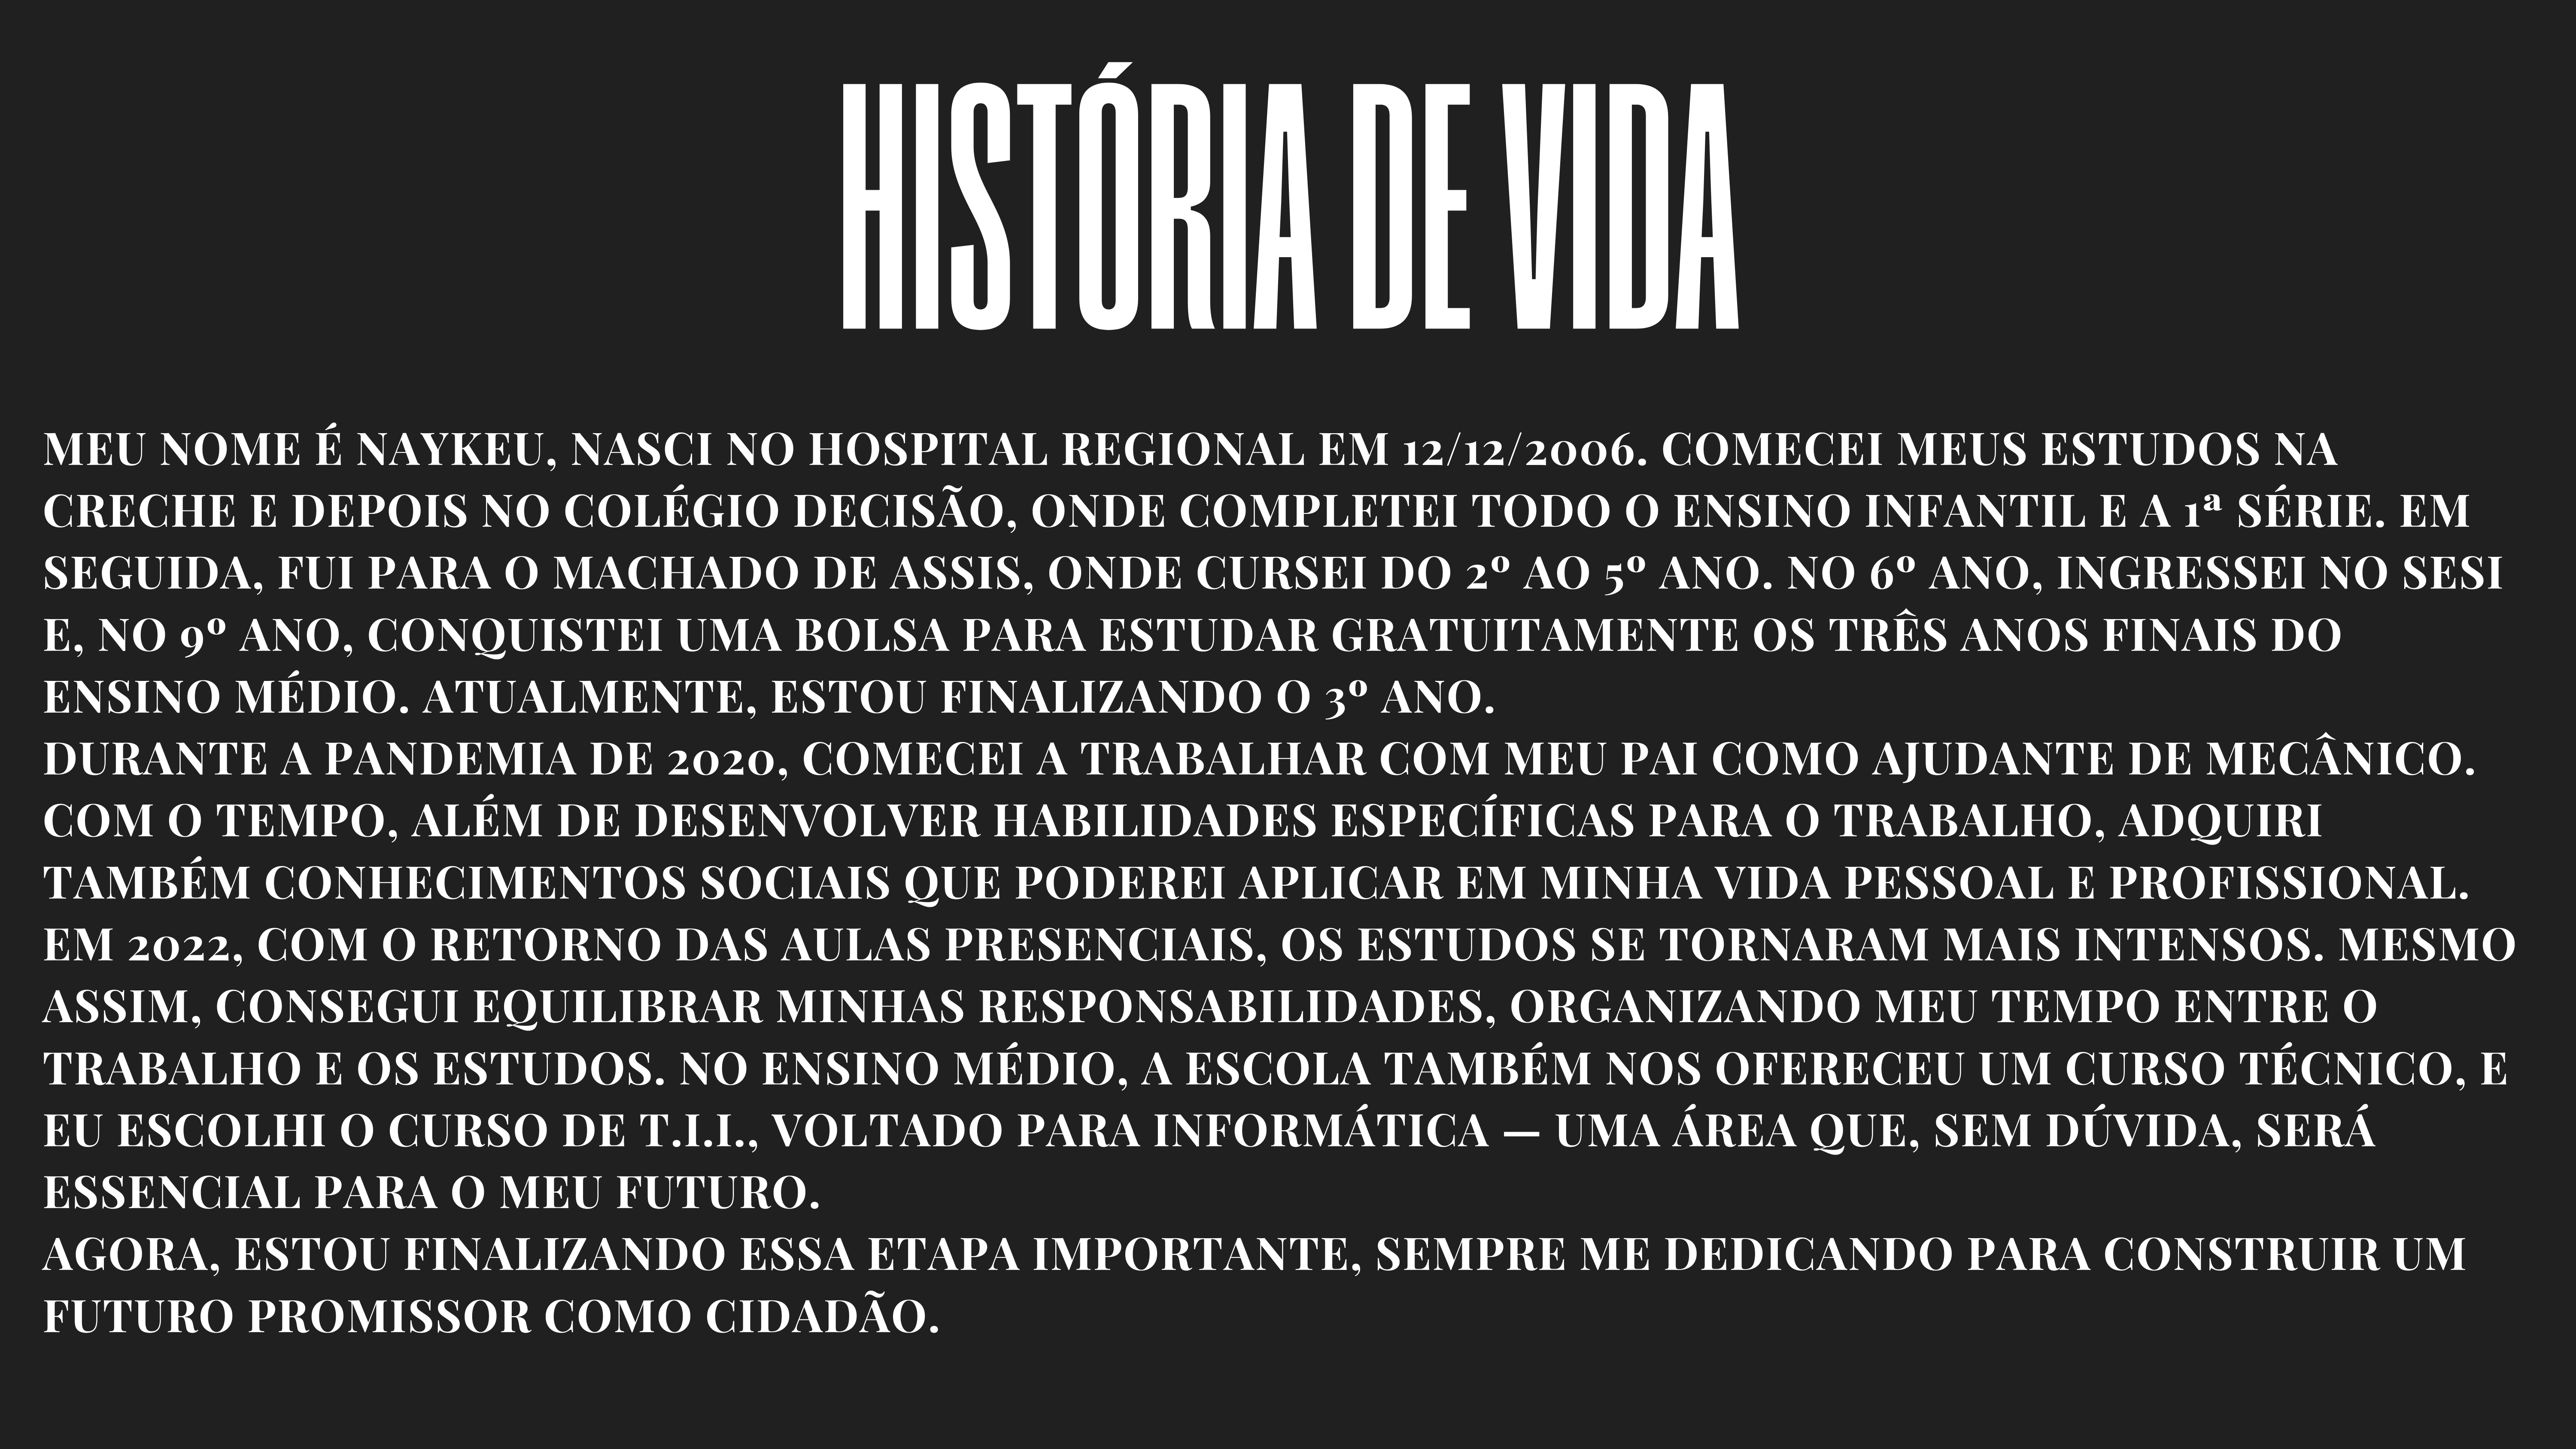 HISTÓRIA DE VIDA
MEU NOME É NAYKEU, NASCI NO HOSPITAL REGIONAL EM 12/12/2006. COMECEI MEUS ESTUDOS NA
CRECHE E DEPOIS NO COLÉGIO DECISÃO, ONDE COMPLETEI TODO O ENSINO INFANTIL E A 1ª SÉRIE. EM
SEGUIDA, FUI PARA O MACHADO DE ASSIS, ONDE CURSEI DO 2º AO 5º ANO. NO 6º ANO, INGRESSEI NO SESI
E, NO 9º ANO, CONQUISTEI UMA BOLSA PARA ESTUDAR GRATUITAMENTE OS TRÊS ANOS FINAIS DO
ENSINO MÉDIO. ATUALMENTE, ESTOU FINALIZANDO O 3º ANO.
DURANTE A PANDEMIA DE 2020, COMECEI A TRABALHAR COM MEU PAI COMO AJUDANTE DE MECÂNICO.
COM O TEMPO, ALÉM DE DESENVOLVER HABILIDADES ESPECÍFICAS PARA O TRABALHO, ADQUIRI
TAMBÉM CONHECIMENTOS SOCIAIS QUE PODEREI APLICAR EM MINHA VIDA PESSOAL E PROFISSIONAL.
EM 2022, COM O RETORNO DAS AULAS PRESENCIAIS, OS ESTUDOS SE TORNARAM MAIS INTENSOS. MESMO
ASSIM, CONSEGUI EQUILIBRAR MINHAS RESPONSABILIDADES, ORGANIZANDO MEU TEMPO ENTRE O
TRABALHO E OS ESTUDOS. NO ENSINO MÉDIO, A ESCOLA TAMBÉM NOS OFERECEU UM CURSO TÉCNICO, E
EU ESCOLHI O CURSO DE T.I.I., VOLTADO PARA INFORMÁTICA — UMA ÁREA QUE, SEM DÚVIDA, SERÁ
ESSENCIAL PARA O MEU FUTURO.
AGORA, ESTOU FINALIZANDO ESSA ETAPA IMPORTANTE, SEMPRE ME DEDICANDO PARA CONSTRUIR UM
FUTURO PROMISSOR COMO CIDADÃO.